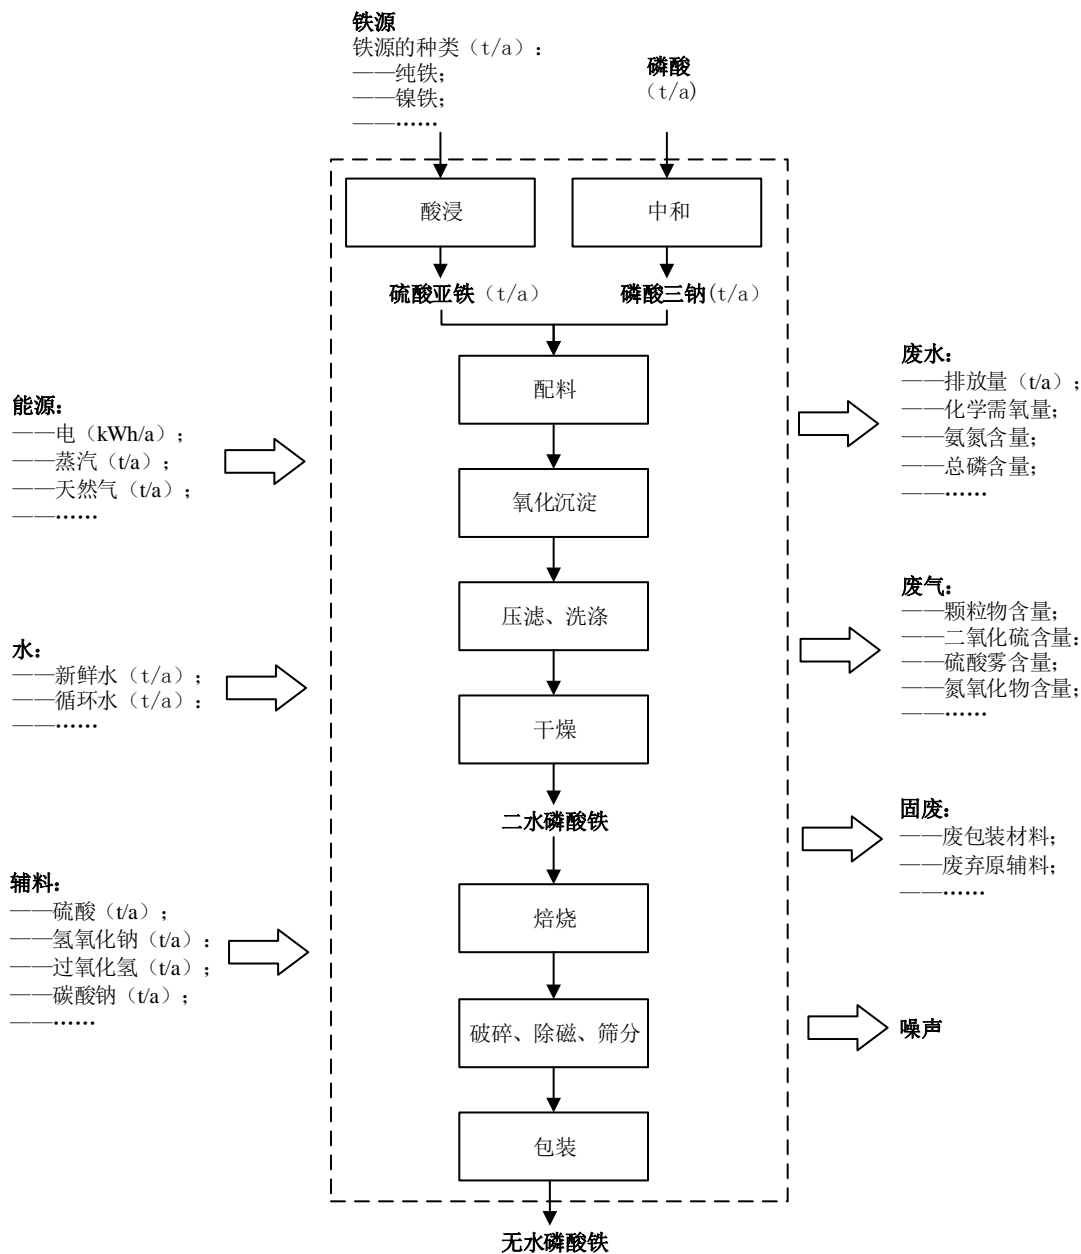 铁源
铁源的种类（t/a）：
——纯铁；
——镍铁；
——……
磷酸
（t/a）
酸浸
中和
硫酸亚铁（t/a）
磷酸三钠(t/a）
配料
氧化沉淀
压滤、洗涤
干燥
二水磷酸铁
焙烧
破碎、除磁、筛分
包装
无水磷酸铁
能源：
——电（kWh/a）；
——蒸汽（t/a）；
——天然气（t/a）；
——……
水：
——新鲜水（t/a）；
——循环水（t/a）：
——……
辅料：
——硫酸（t/a）；
——氢氧化钠（t/a）：
——过氧化氢（t/a）；
——碳酸钠（t/a）；
——……
废水：
——排放量（t/a）；
——化学需氧量；
——氨氮含量；
——总磷含量；
——……
废气：
——颗粒物含量；
——二氧化硫含量：
——硫酸雾含量；
——氮氧化物含量；
——……
固废：
——废包装材料；
——废弃原辅料；
——……
噪声